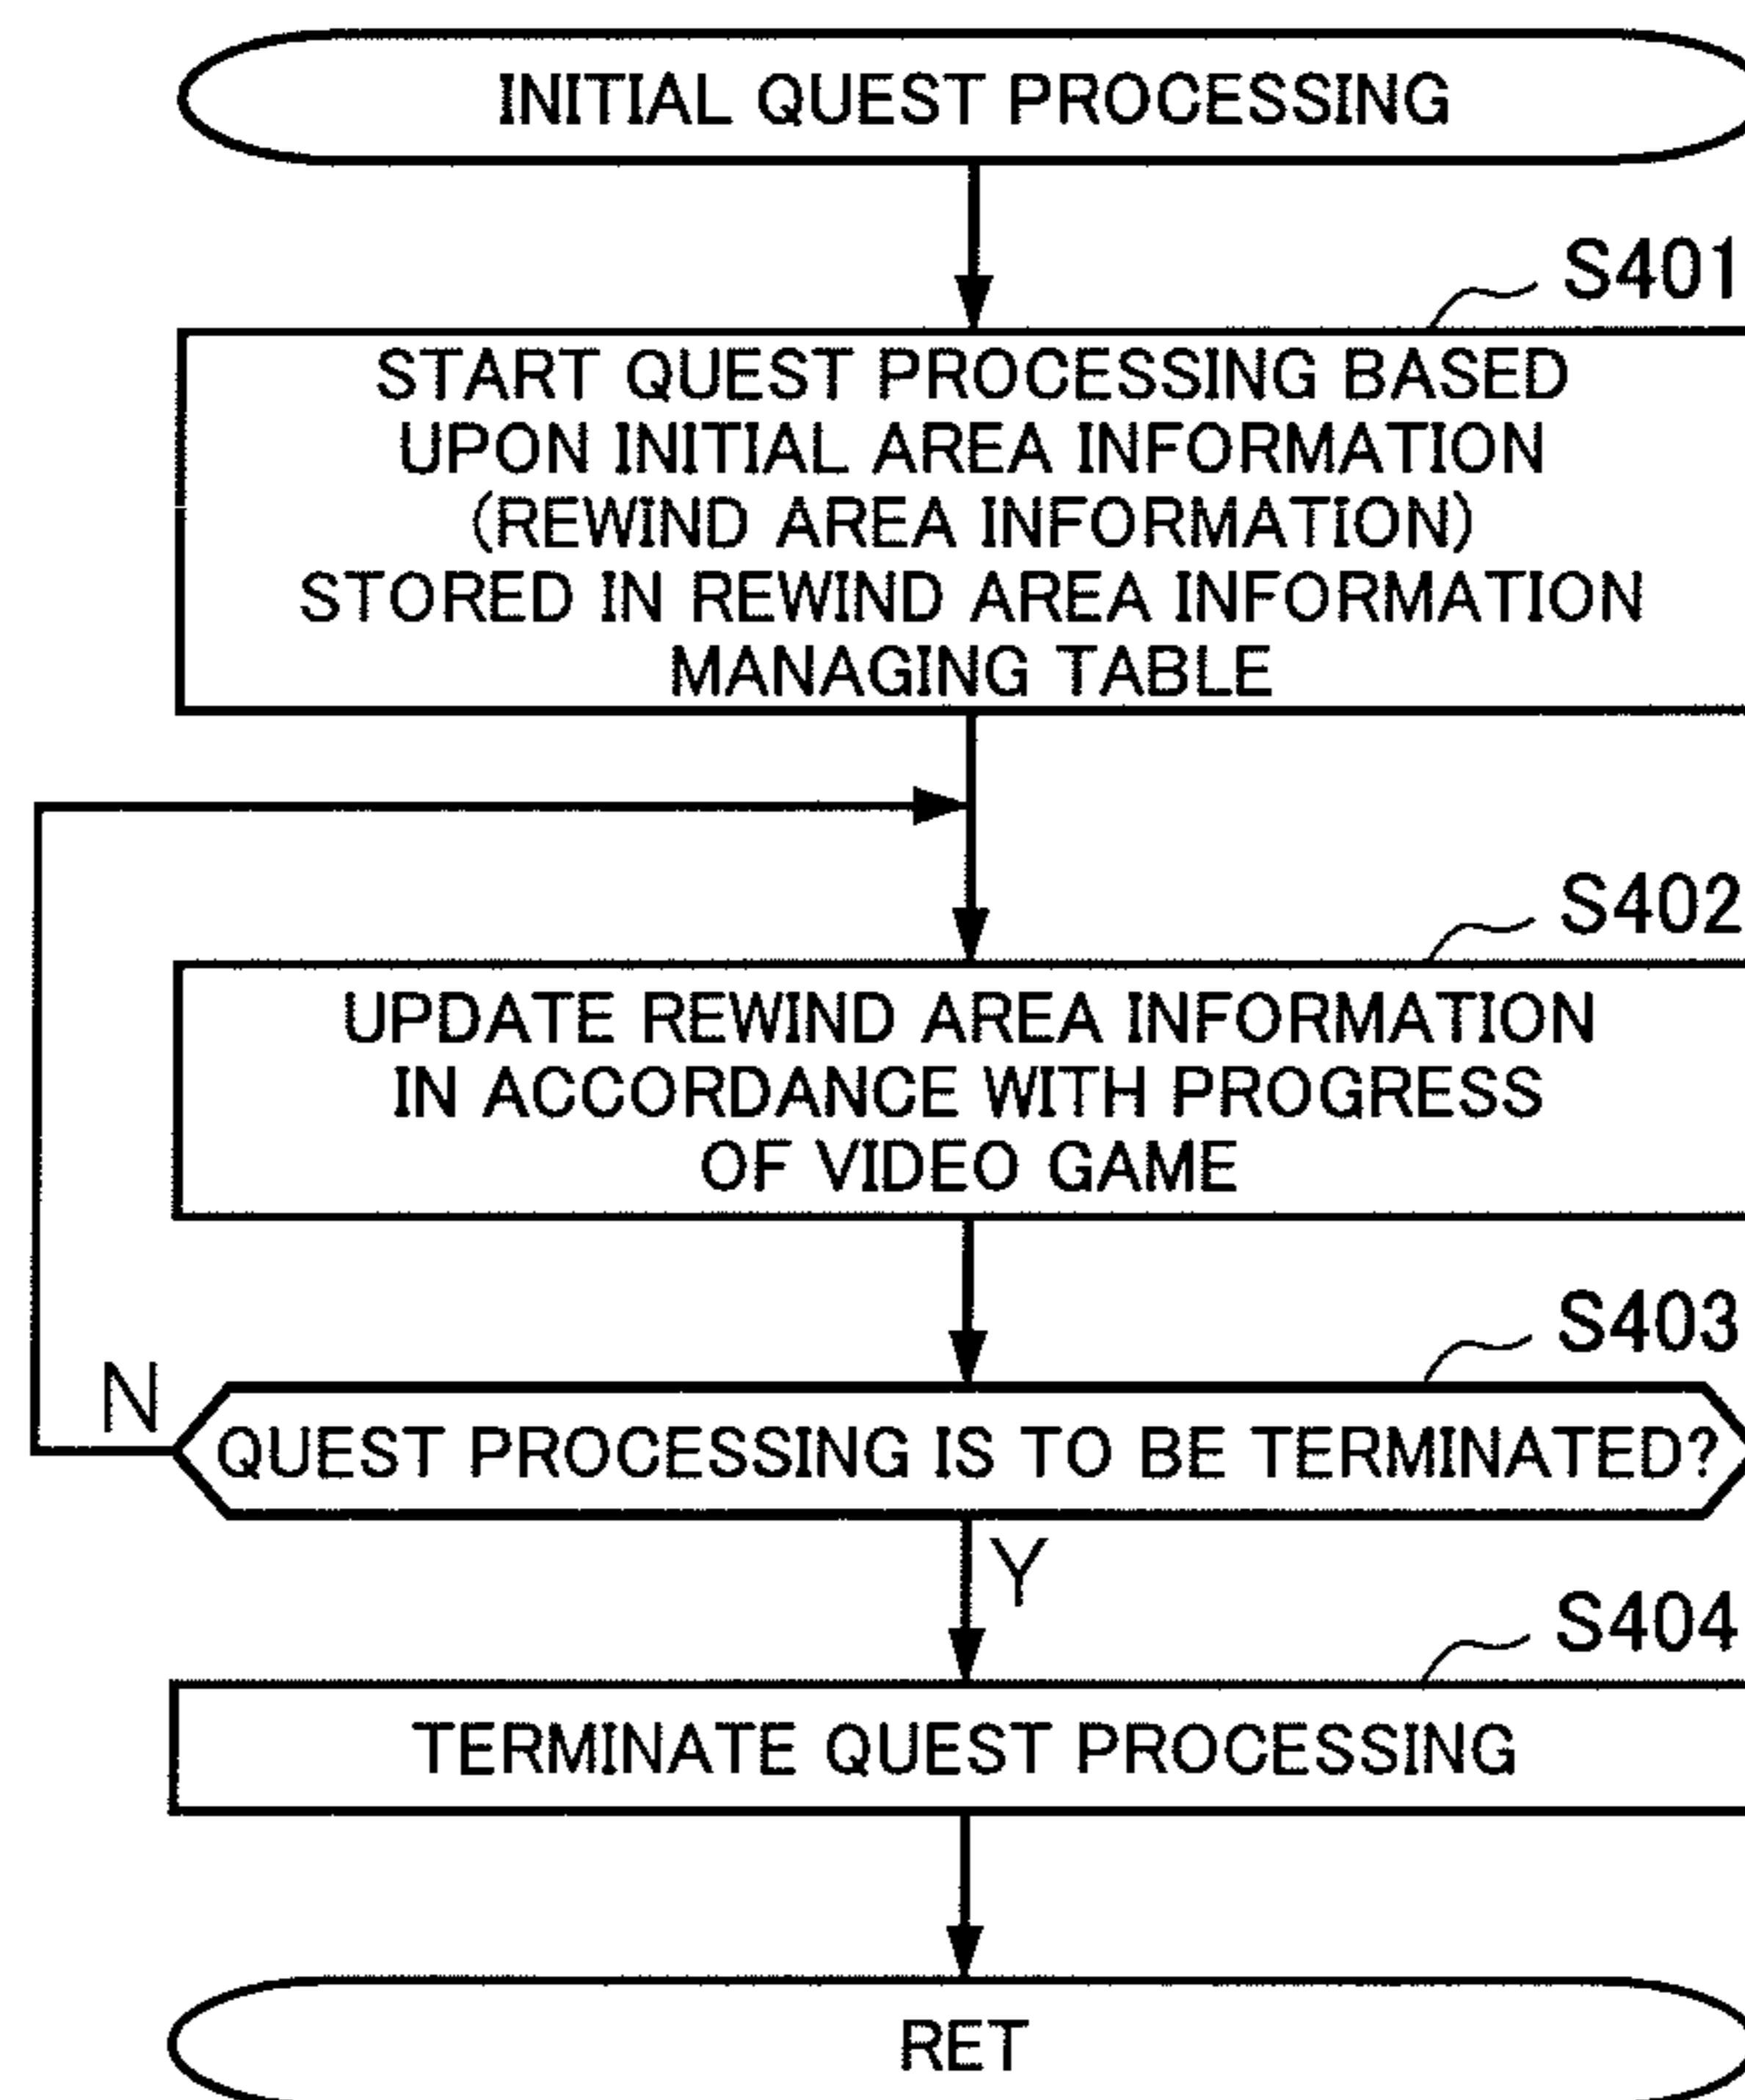 INITIAL QUEST PROCESSING
S401
START QUEST PROCESSING BASED
UPON INITIAL AREA INFORMATION
(REWIND AREA INFORMATION)
STORED IN REWIND AREA INFORMATION
MANAGING TABLE
S402
UPDATE REWIND AREA INFORMATION
IN ACCORDANCE WITH PROGRESS
OF VIDEO GAME
S403
N
QUEST PROCESSING IS TO BE TERMINATED?
Y
S404
TERMINATE QUEST PROCESSING
RET